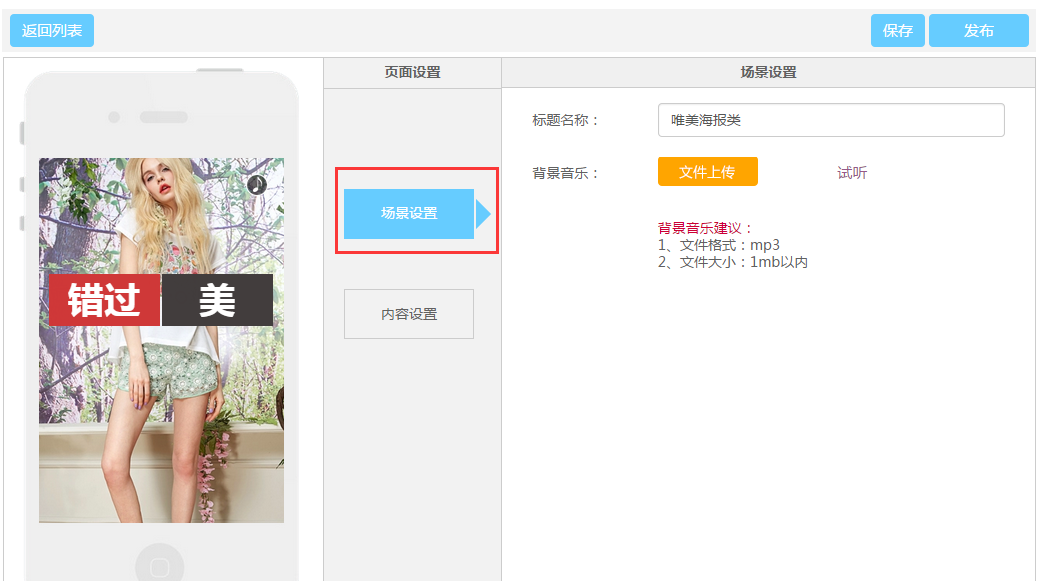 返回列表
保存
发布
页面设置
场景设置
标题名称：
唯美海报类
背景音乐：
文件上传
试听
场景设置
背景音乐建议：
1、文件格式：mp3
2、文件大小：1mb以内
错过
美
内容设置